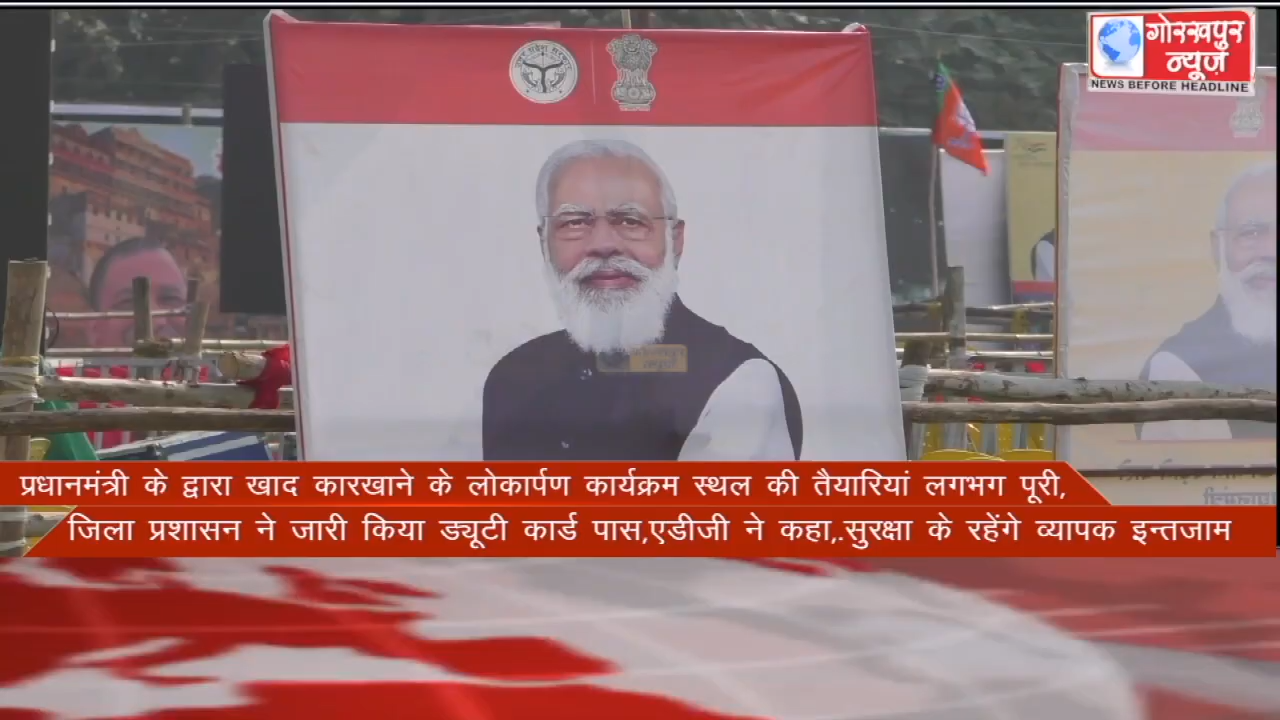 गोरखपुर
न्यूज़
NEWS BEFORE HEADLINE
प्रधानमंत्री के द्वारा खाद कारखाने के लोकार्पण कार्यक्रम स्थल की तैयारियां लगभग पूरी,
जिला प्रशासन ने जारी किया ड्यूटी कार्ड पास,एडीजी ने कहा,.सुरक्षा के रहेंगे व्यापक इन्तजाम